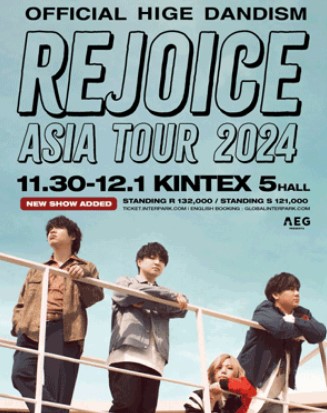 OFFICIAL HIGE DANDISM
REJOICE
ASIA TOUR 2024
11.30-12.1 KINTEX 5HALL
NEW SHOW ADDED
STANDING R 132,000 / STANDING S 121,000
TICKET.INTERPARK.COM | ENGLISH BOOKING : GLOBALINTERPARK.COM
AEG
PRESENTS